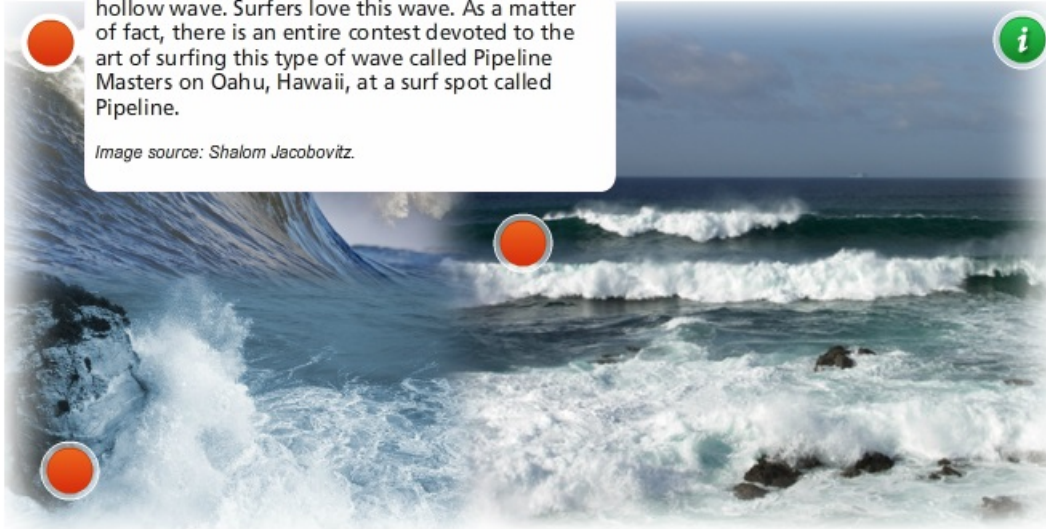 hollow wave. Surfers love this wave. As a matter
of fact, there is an entire contest devoted to the
art of surfing this type of wave called Pipeline
Masters on Oahu, Hawaii, at a surf spot called
Pipeline.
Image source: Shalom Jacobovitz.
i